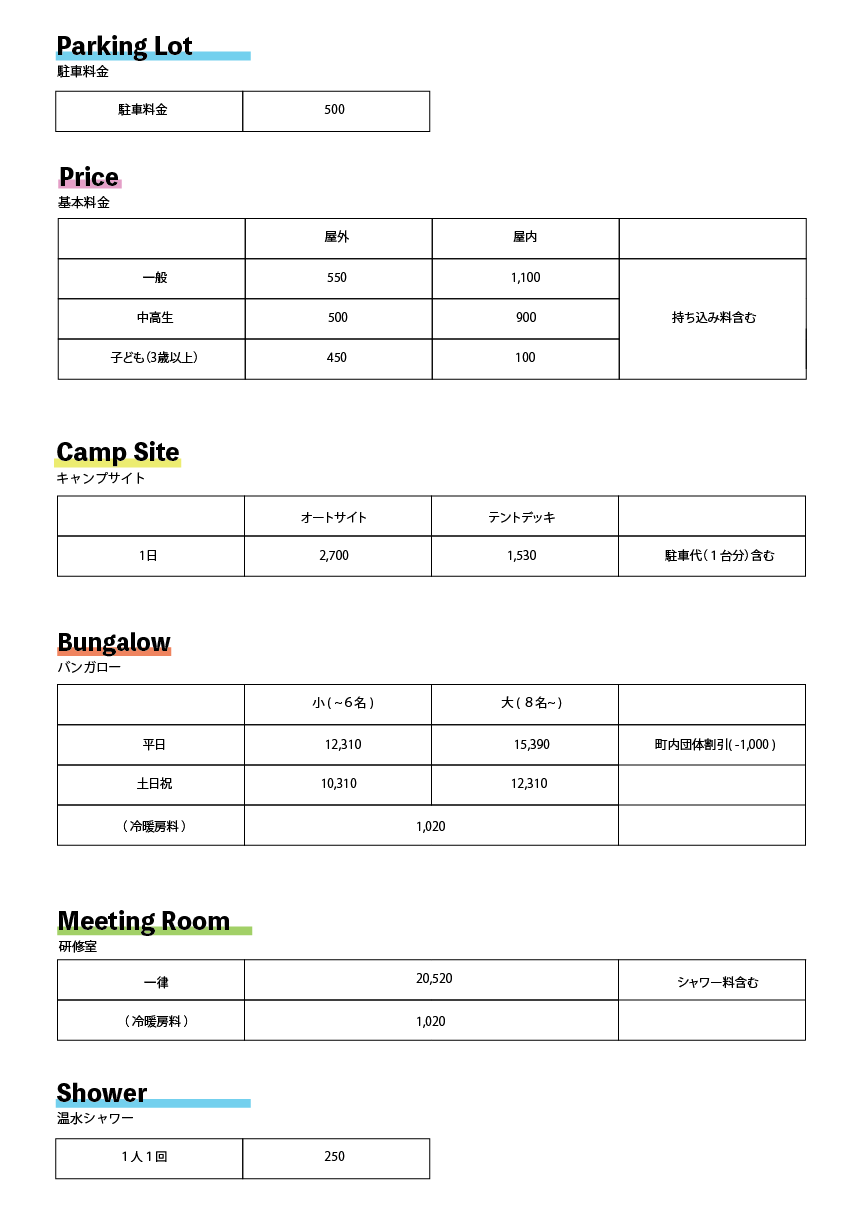 Parking Lot
駐車料金
駐車料金 500
Price
基本料金
屋外 屋内
一般 550 1,100
中高生 500 900 持ち込み料含む
子ども（3歳以上） 450 100
Camp Site
キャンプサイト
オートサイト テントデッキ
1日 2,700 1,530 駐車代（１台分）含む
Bungalow
バンガロー
小 ( ~６名 ) 大 ( ８名~ )
平日 12,310 15,390 町内団体割引( -1,000 )
土日祝 10,310 12,310
（ 冷暖房料 ） 1,020
Meeting Room
研修室
一律 20,520 シャワー料含む
（ 冷暖房料 ） 1,020
Shower
温水シャワー
１人１回 250